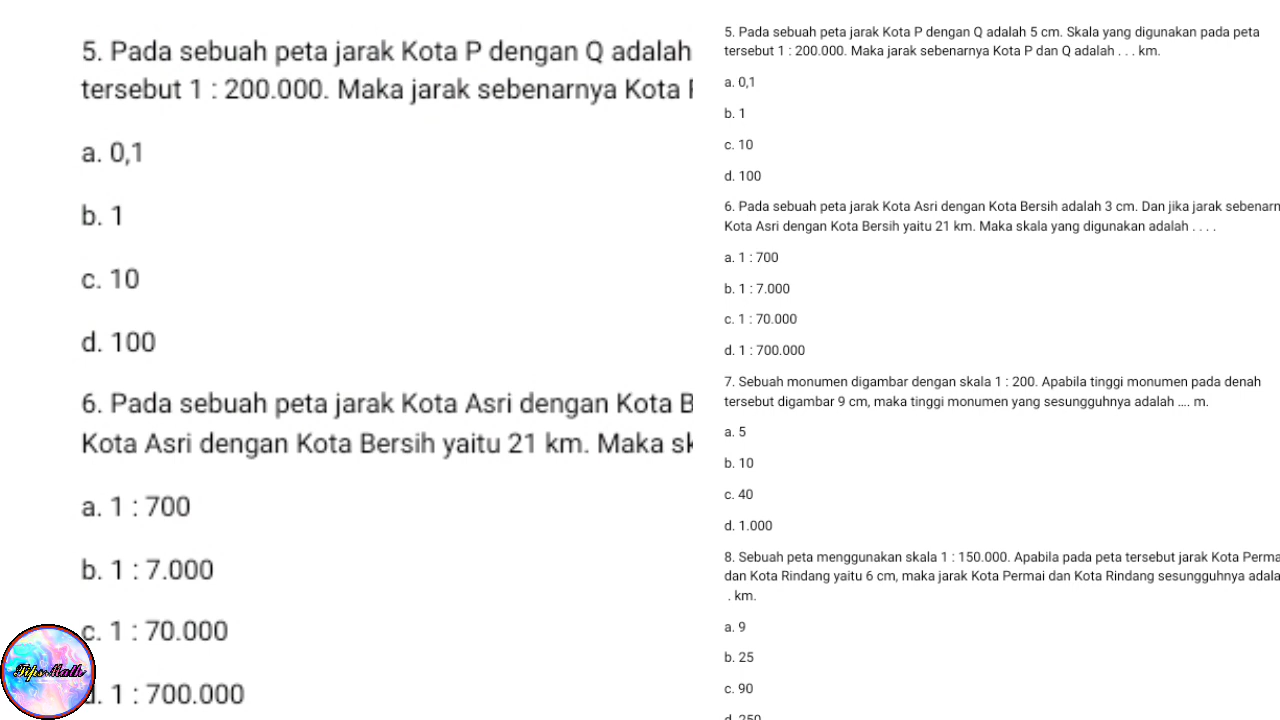 5. Pada sebuah peta jarak Kota P dengan Q adalah
tersebut 1 : 200.000. Maka jarak sebenarnya Kota
a. 0,1
b. 1
c. 10
d. 100
6. Pada sebuah peta jarak Kota Asri dengan Kota B
Kota Asri dengan Kota Bersih yaitu 21 km. Maka sk
a. 1 : 700
b. 1 : 7.000
c. 1 : 70.000
d. 1 : 700.000
Tips Math
5. Pada sebuah peta jarak Kota P dengan Q adalah 5 cm. Skala yang digunakan pada peta
tersebut 1 : 200.000. Maka jarak sebenarnya Kota P dan Q adalah . . . km.
a. 0,1
b. 1
c. 10
d. 100
6. Pada sebuah peta jarak Kota Asri dengan Kota Bersih adalah 3 cm. Dan jika jarak sebenarn
Kota Asri dengan Kota Bersih yaitu 21 km. Maka skala yang digunakan adalah . . . .
a. 1 : 700
b. 1 : 7.000
c. 1 : 70.000
d. 1 : 700.000
7. Sebuah monumen digambar dengan skala 1 : 200. Apabila tinggi monumen pada denah
tersebut digambar 9 cm, maka tinggi monumen yang sesungguhnya adalah .... m.
a. 5
b. 10
c. 40
d. 1.000
8. Sebuah peta menggunakan skala 1 : 150.000. Apabila pada peta tersebut jarak Kota Perma
dan Kota Rindang yaitu 6 cm, maka jarak Kota Permai dan Kota Rindang sesungguhnya adala
. km.
a. 9
b. 25
c. 90
d. 250